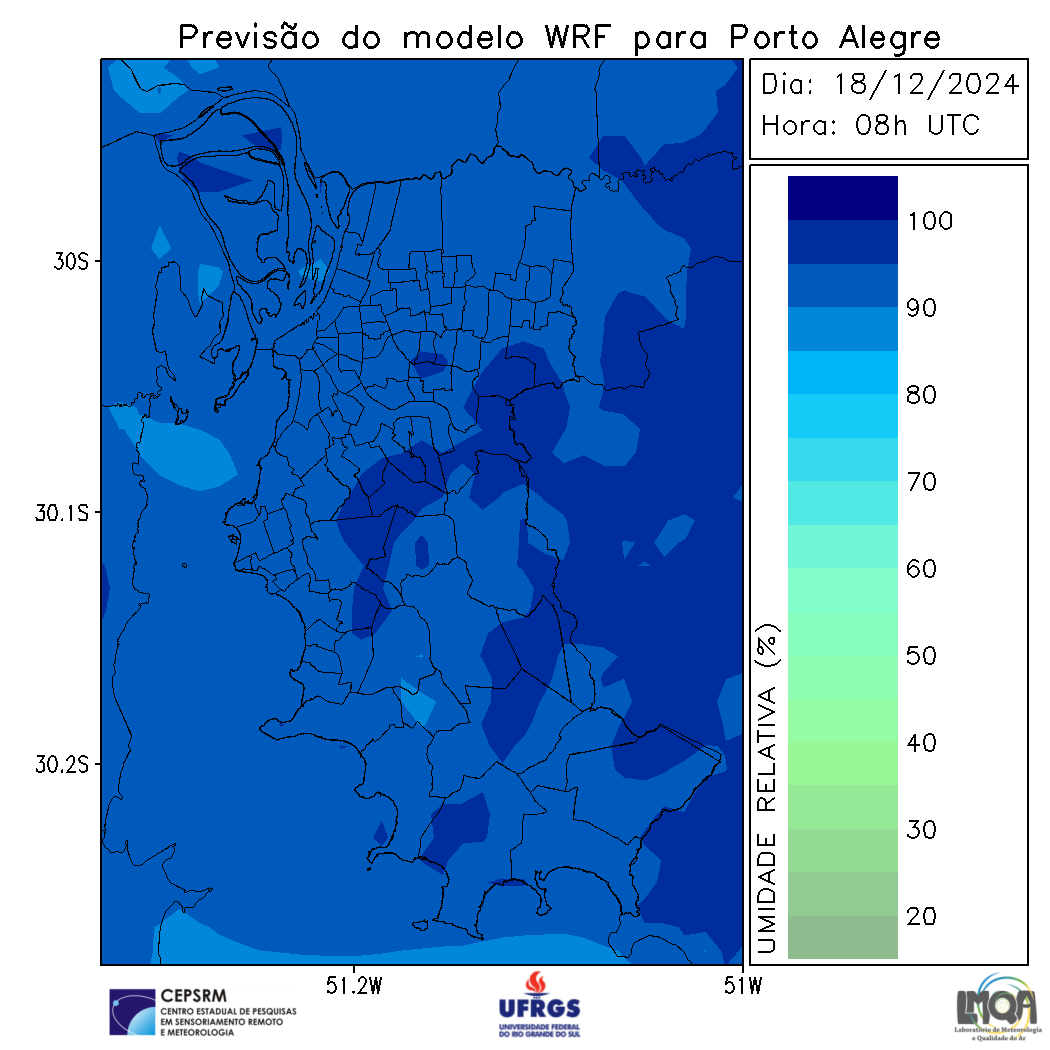 Previsão do modelo WRF para Porto Alegre
Dia: 18/12/2024
Hora: 08h UTC
30S
30.1S
30.2S
51.2W
51W
UMIDADE RELATIVA (%)
100
90
80
70
60
50
40
30
20
CEPSRM
CENTRO ESTADUAL DE PESQUISAS
EM SENSORIAMENTO REMOTO
E METEOROLOGIA
UFRGS
UNIVERSIDADE FEDERAL
DO RIO GRANDE DO SUL
LMQA
Laboratório de Meteorologia
e Qualidade do Ar